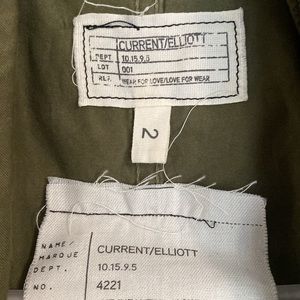 CURRENT/ELLIOTT
DEPT 10.15.9.5
LOT 001
REF. WEAR FOR LOVE/LOVE FOR WEAR
2
NAME/ CURRENT/ELLIOTT
MARQUE
DEPT. 10.15.9.5
NO. 4221